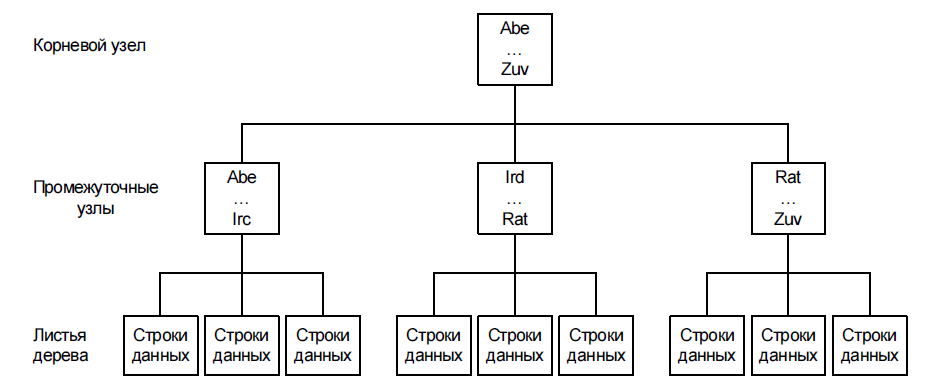 Корневой узел
Abe
...
Zuv
Промежуточные
узлы
Abe
...
Irc
Ird
...
Rat
Rat
...
Zuv
Листья
дерева
Строки
данных
Строки
данных
Строки
данных
Строки
данных
Строки
данных
Строки
данных
Строки
данных
Строки
данных
Строки
данных